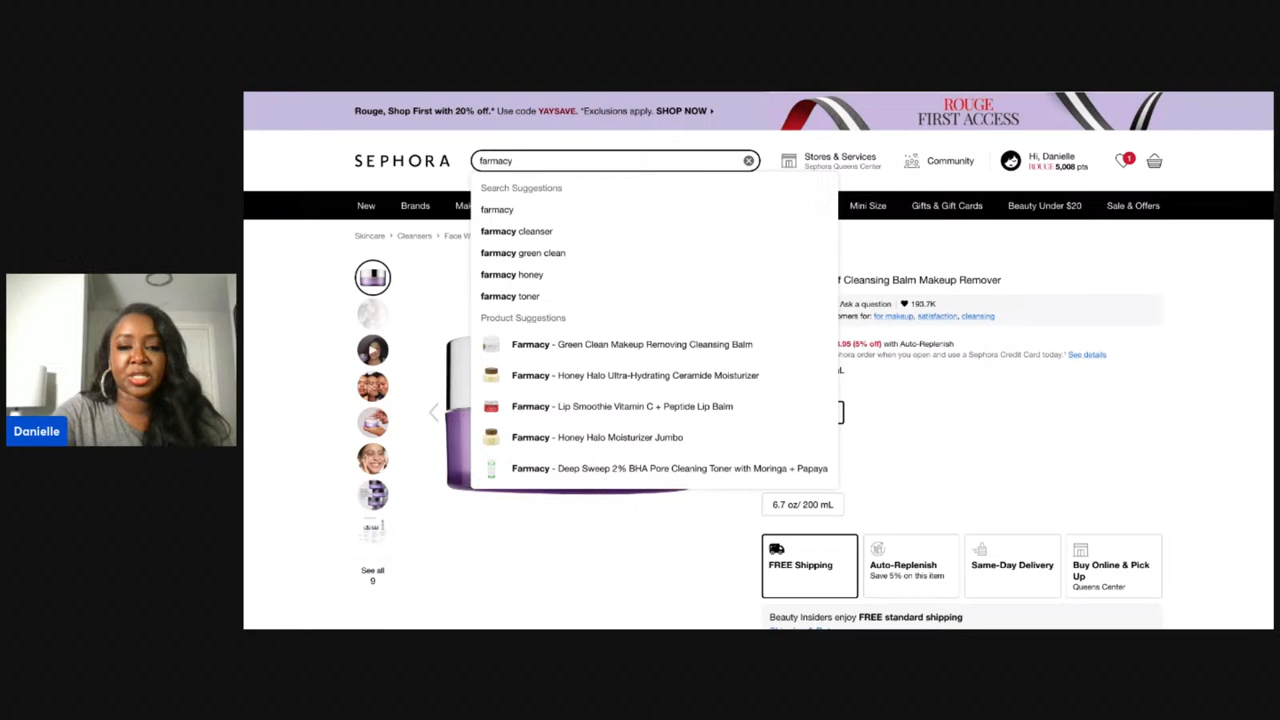 Rouge, Shop First with 20% off.* Use code YAYSAVE. *Exclusions apply. SHOP NOW ▸
ROUGE
FIRST ACCESS
SEPHORA
farmacy
Stores & Services
Sephora Queens Center
Community
Hi, Danielle
ROUGE 5,008 pts
1
New
Brands
Mak
Mini Size
Gifts & Gift Cards
Beauty Under $20
Sale & Offers
Skincare > Cleansers > Face W
Search Suggestions
farmacy
farmacy cleanser
farmacy green clean
farmacy honey
farmacy toner
Product Suggestions
Farmacy - Green Clean Makeup Removing Cleansing Balm
Farmacy - Honey Halo Ultra-Hydrating Ceramide Moisturizer
Farmacy - Lip Smoothie Vitamin C + Peptide Lip Balm
Farmacy - Honey Halo Moisturizer Jumbo
Farmacy - Deep Sweep 2% BHA Pore Cleaning Toner with Moringa + Papaya
f Cleansing Balm Makeup Remover
Ask a question
193.7K
mers for: for makeup, satisfaction, cleansing
.95 (5% off) with Auto-Replenish
hora order when you open and use a Sephora Credit Card today.* See details
6.7 oz/ 200 mL
FREE Shipping
Auto-Replenish
Save 5% on this item
Same-Day Delivery
Buy Online & Pick
Up
Queens Center
Beauty Insiders enjoy FREE standard shipping
See all
9
Danielle